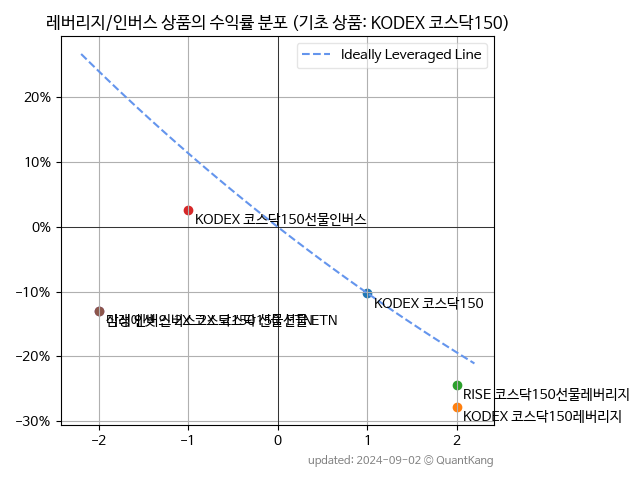 레버리지/인버스 상품의 수익률 분포 (기초 상품: KODEX 코스닥150)
Ideally Leveraged Line
20%
10%
KODEX 코스닥150선물인버스
0%
−10%
KODEX 코스닥150
ETN
−20%
RISE 코스닥150선물레버리지
KODEX 코스닥150레버리지
−30%
−2
−1
0
1
2
updated: 2024-09-02 © QuantKang